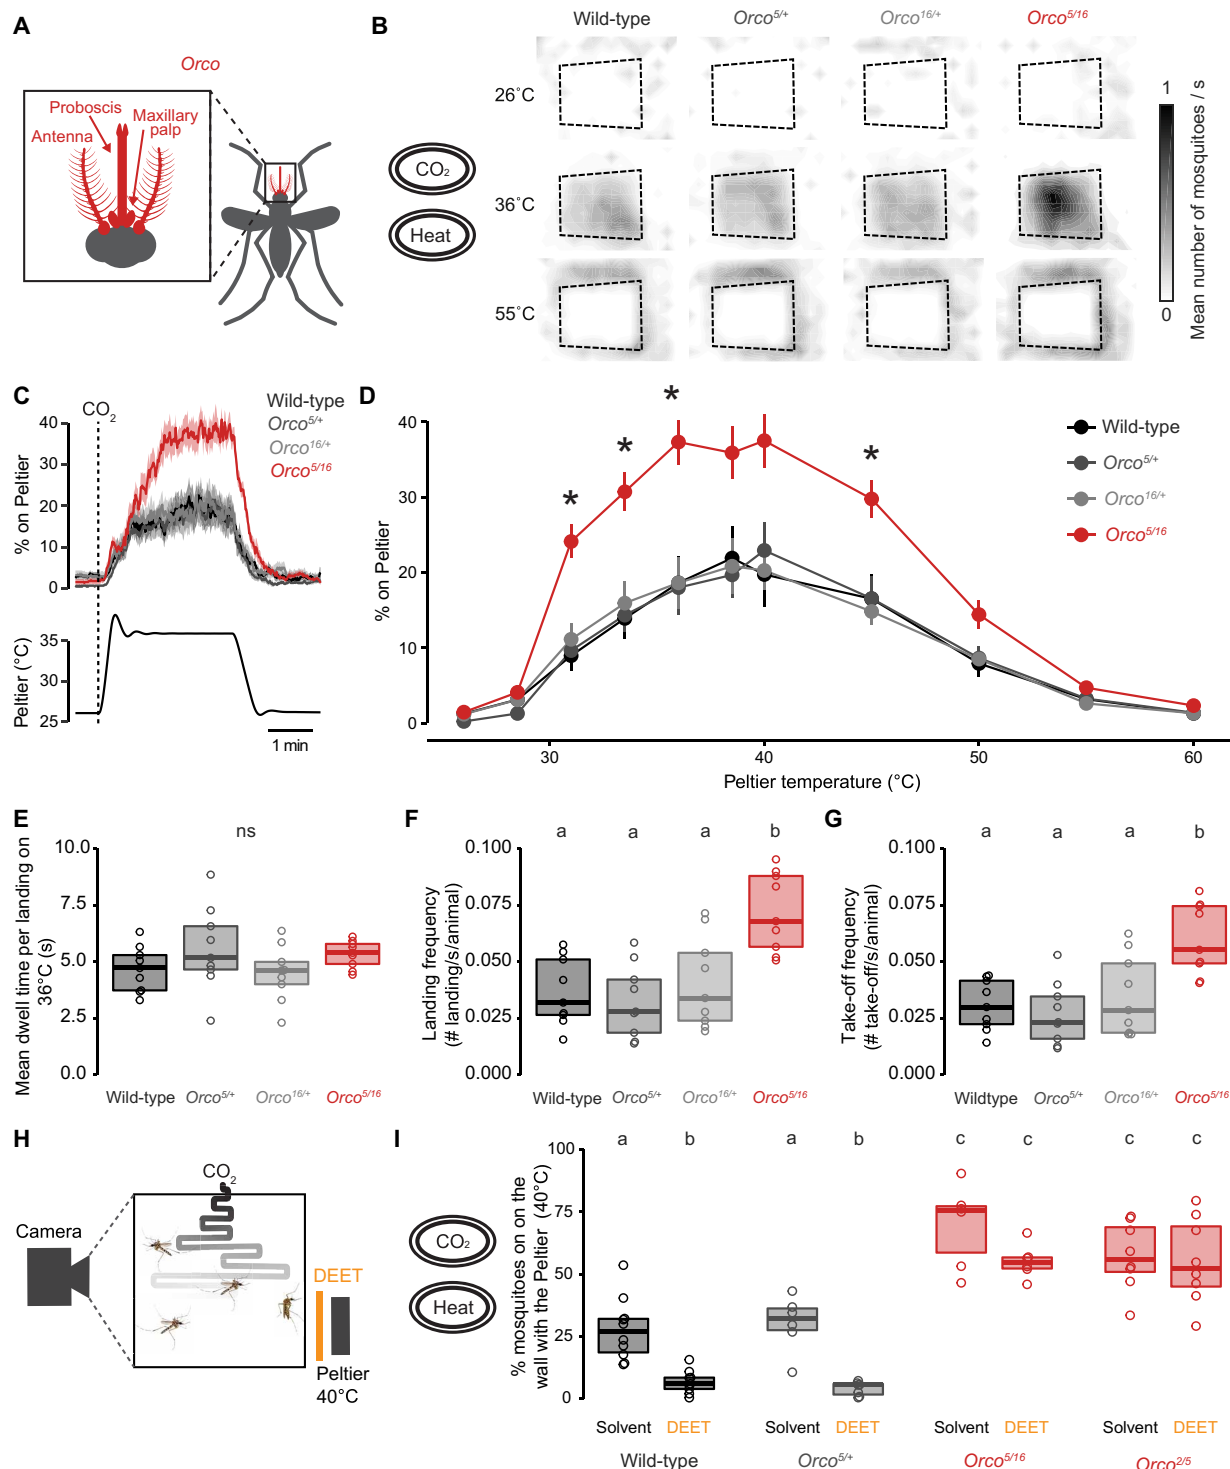 A
Orco
Proboscis
Maxillary
palp
Antenna
B
Wild-type
Orco5/+
Orco16/+
Orco5/16
CO2
Heat
26°C
36°C
55°C
1
0
Mean number of mosquitoes / s
C
CO2
Wild-type
Orco5/+
Orco16/+
Orco5/16
% on Peltier
40
30
20
10
0
Peltier (°C)
35
30
25
1 min
D
% on Peltier
40
30
20
10
0
* * * *
Wild-type
Orco5/+
Orco16/+
Orco5/16
30
40
50
60
Peltier temperature (°C)
E
ns
Mean dwell time per landing on
36°C (s)
10.0
7.5
5.0
2.5
0.0
Wild-type
Orco5/+
Orco16/+
Orco5/16
F
a a a b
Landing frequency
(# landing/s/animal)
0.100
0.075
0.050
0.025
0.000
Wild-type
Orco5/+
Orco16/+
Orco5/16
G
a a a b
Take-off frequency
(# take-off/s/animal)
0.100
0.075
0.050
0.025
0.000
Wildtype
Orco5/+
Orco16/+
Orco5/16
H
CO2
Camera
DEET
Peltier
40°C
I
CO2
Heat
a b a b c c c c
% mosquitoes on on the
wall with the Peltier (40°C)
100
75
50
25
0
Solvent DEET Solvent DEET Solvent DEET Solvent DEET
Wild-type
Orco5/+
Orco5/16
Orco2/5